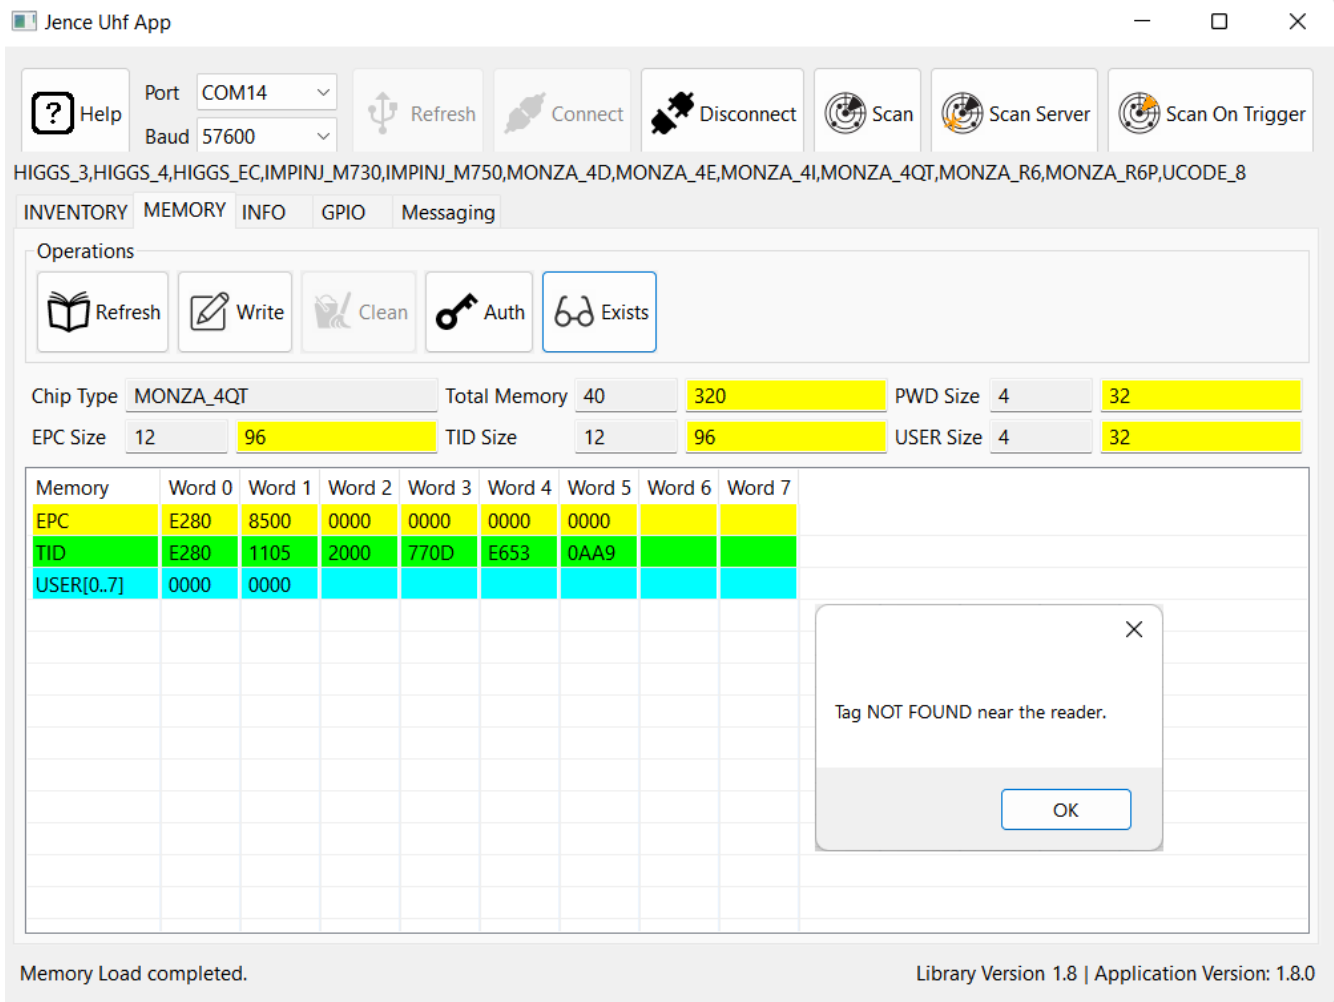 Jence Uhf App
Help Port COM14 Refresh Connect Disconnect Scan Scan Server Scan On Trigger
Baud 57600
HIGGS_3,HIGGS_4,HIGGS_EC,IMPINJ_M730,IMPINJ_M750,MONZA_4D,MONZA_4E,MONZA_4I,MONZA_4QT,MONZA_R6,MONZA_R6P,UCODE_8
INVENTORY MEMORY INFO GPIO Messaging
Operations
Refresh Write Clean Auth Exists
Chip Type MONZA_4QT Total Memory 40 320 PWD Size 4 32
EPC Size 12 96 TID Size 12 96 USER Size 4 32
Memory Word 0 Word 1 Word 2 Word 3 Word 4 Word 5 Word 6 Word 7
EPC E280 8500 0000 0000 0000 0000
TID E280 1105 2000 770D E653 0AA9
USER[0..7] 0000 0000
Tag NOT FOUND near the reader.
OK
Memory Load completed. Library Version 1.8 | Application Version: 1.8.0